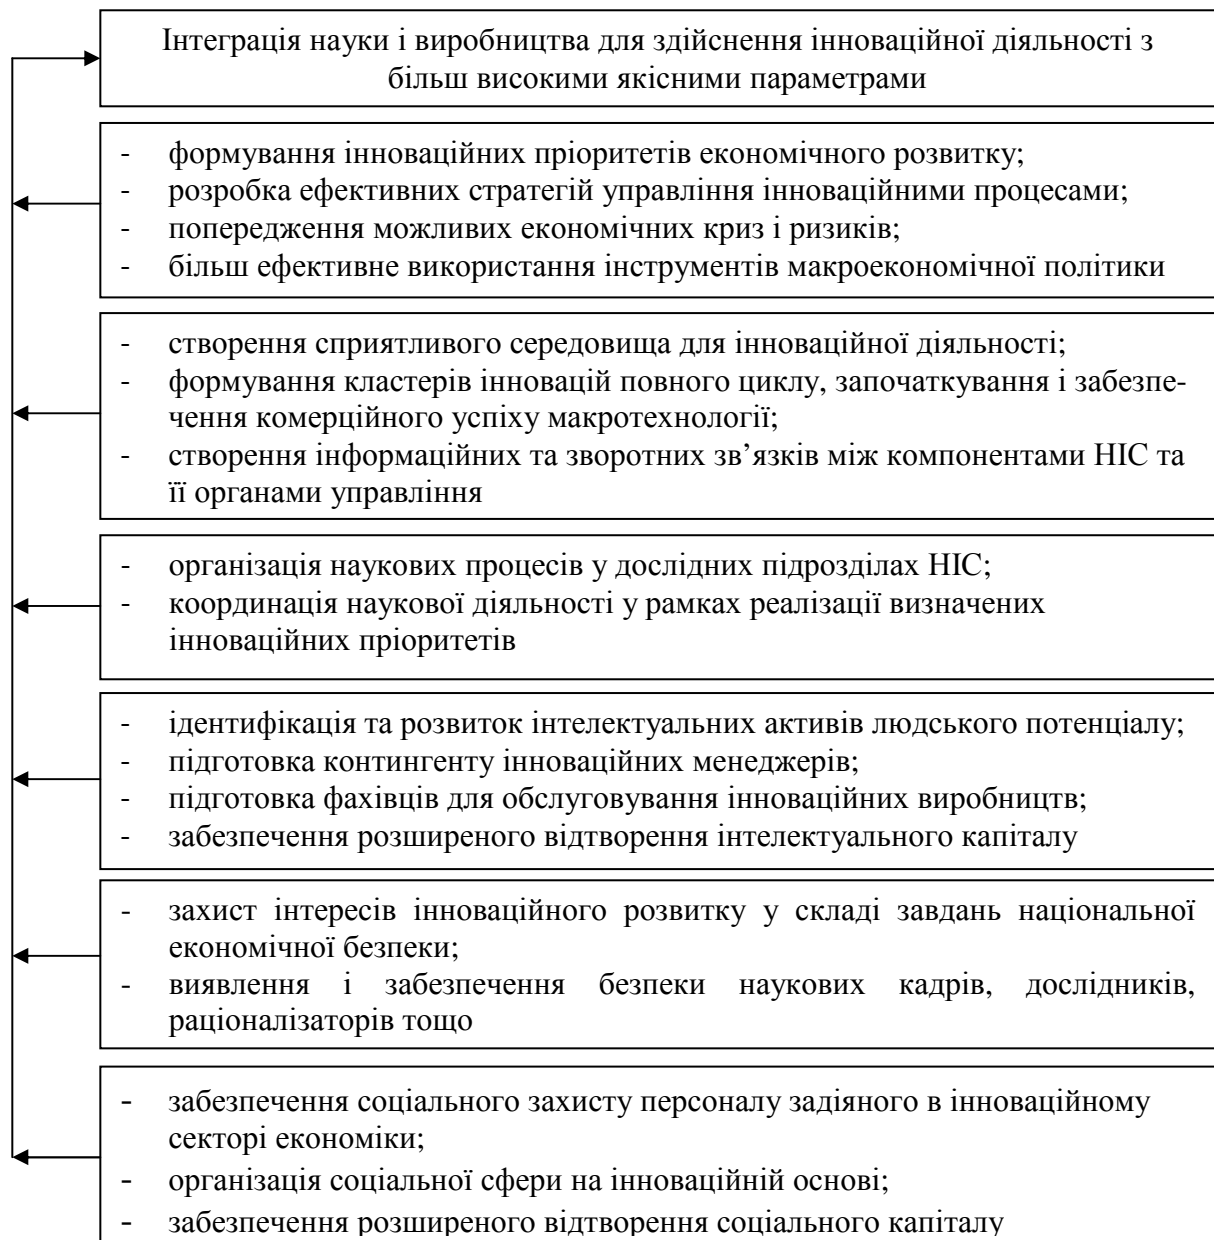 Інтеграція науки і виробництва для здійснення інноваційної діяльності з
більш високими якісними параметрами
- формування інноваційних пріоритетів економічного розвитку;
- розробка ефективних стратегій управління інноваційними процесами;
- попередження можливих економічних криз і ризиків;
- більш ефективне використання інструментів макроекономічної політики
- створення сприятливого середовища для інноваційної діяльності;
- формування кластерів інновацій повного циклу, започаткування і забезпе-
чення комерційного успіху макротехнології;
- створення інформаційних та зворотних зв’язків між компонентами НІС та
її органами управління
- організація наукових процесів у дослідних підрозділах НІС;
- координація наукової діяльності у рамках реалізації визначених
інноваційних пріоритетів
- ідентифікація та розвиток інтелектуальних активів людського потенціалу;
- підготовка контингенту інноваційних менеджерів;
- підготовка фахівців для обслуговування інноваційних виробництв;
- забезпечення розширеного відтворення інтелектуального капіталу
- захист інтересів інноваційного розвитку у складі завдань національної
економічної безпеки;
- виявлення і забезпечення безпеки наукових кадрів, дослідників,
раціоналізаторів тощо
- забезпечення соціального захисту персоналу задіяного в інноваційному
секторі економіки;
- організація соціальної сфери на інноваційній основі;
- забезпечення розширеного відтворення соціального капіталу